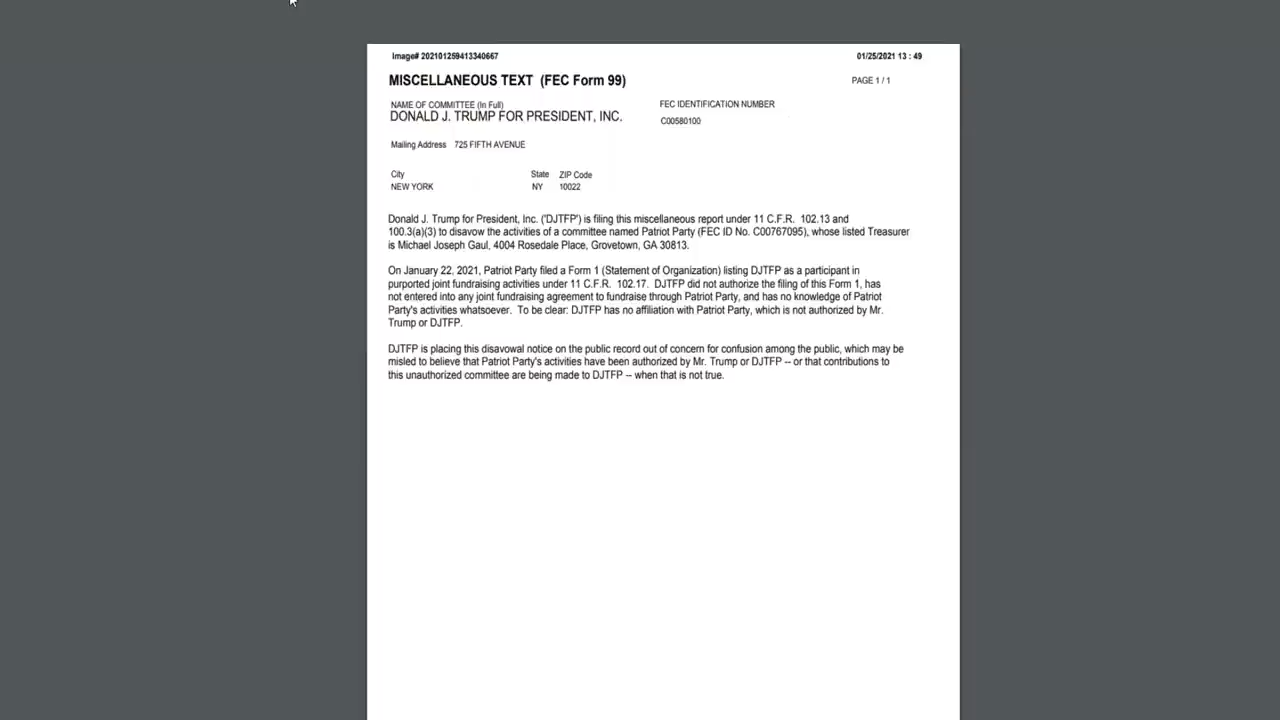 Image# 202101259413340667
01/25/2021 13 : 49
MISCELLANEOUS TEXT (FEC Form 99)
PAGE 1 / 1
NAME OF COMMITTEE (In Full)
FEC IDENTIFICATION NUMBER
DONALD J. TRUMP FOR PRESIDENT, INC.
C00580100
Mailing Address 725 FIFTH AVENUE
City State ZIP Code
NEW YORK NY 10022
Donald J. Trump for President, Inc. ('DJTFP') is filing this miscellaneous report under 11 C.F.R. 102.13 and
100.3(a)(3) to disavow the activities of a committee named Patriot Party (FEC ID No. C00767095), whose listed Treasurer
is Michael Joseph Gaul, 4004 Rosedale Place, Grovetown, GA 30813.
On January 22, 2021, Patriot Party filed a Form 1 (Statement of Organization) listing DJTFP as a participant in
purported joint fundraising activities under 11 C.F.R. 102.17. DJTFP did not authorize the filing of this Form 1, has
not entered into any joint fundraising agreement to fundraise through Patriot Party, and has no knowledge of Patriot
Party's activities whatsoever. To be clear: DJTFP has no affiliation with Patriot Party, which is not authorized by Mr.
Trump or DJTFP.
DJTFP is placing this disavowal notice on the public record out of concern for confusion among the public, which may be
misled to believe that Patriot Party's activities have been authorized by Mr. Trump or DJTFP -- or that contributions to
this unauthorized committee are being made to DJTFP -- when that is not true.